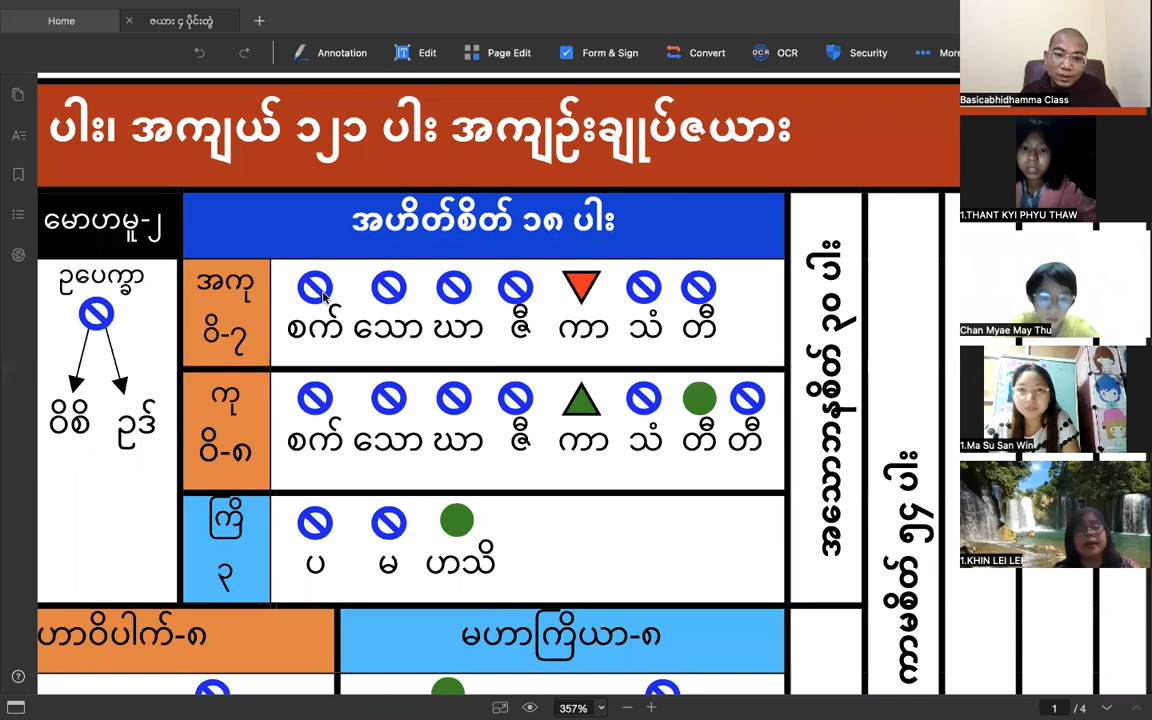 Home
ဇယား ၄ ပိုင်းတွဲ
Annotation
Edit
Page Edit
Form & Sign
Convert
OCR
Security
More
Basicabhidhamma Class
ပါး၊ အကျယ် ၁၂၁ ပါး အကျဉ်းချုပ်ဇယား
1.THANT KYI PHYU THAW
မောဟမူ-၂
အဟိတ်စိတ် ၁၈ ပါး
ဥပေက္ခာ
ဝိစိ ဥဒ်
အကု
ဝိ-၇
စက် သော ဃာ ဇီ ကာ သံ တီ
Chan Myae May Thu
ကု
ဝိ-၈
စက် သော ဃာ ဇီ ကာ သံ တီ တီ
1.Ma Su San Win
ကြိ
၃
ပ မ ဟသိ
1.KHIN LEI LEI
အသောဘနစိတ် ၃၀ ပါး
ကာမစိတ် ၅၄ ပါး
ဟာဝိပါက်-၈
မဟာကြိယာ-၈
357%
1 / 4